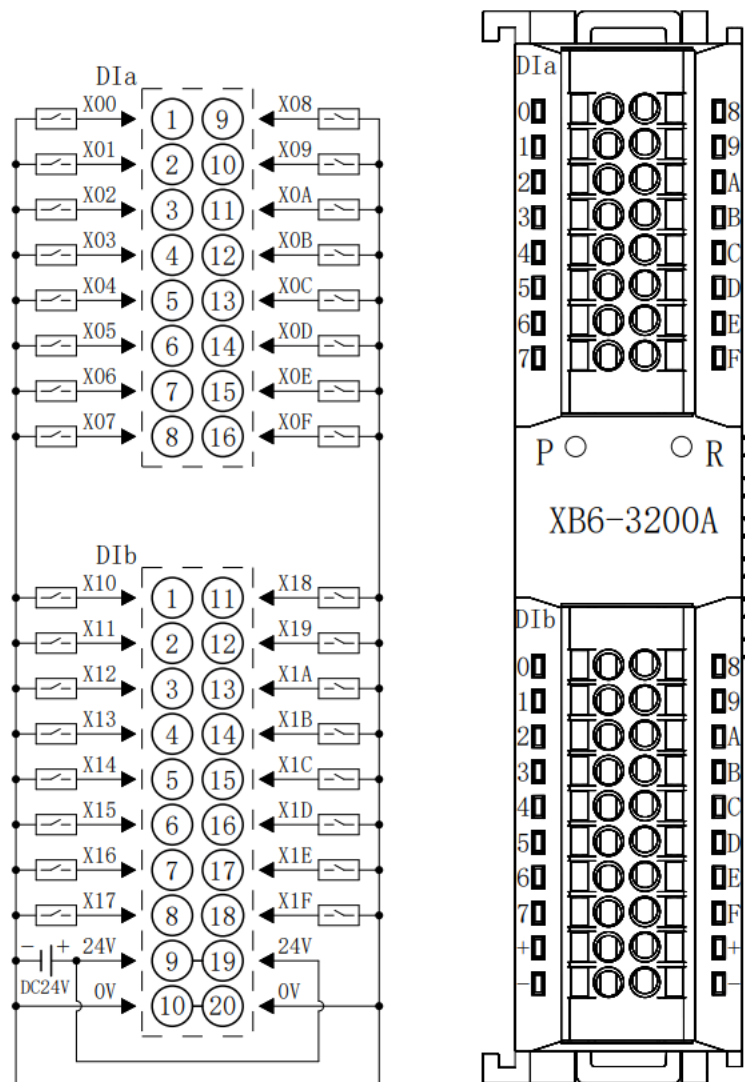 DIa
X00 1 9 X08
X01 2 10 X09
X02 3 11 X0A
X03 4 12 X0B
X04 5 13 X0C
X05 6 14 X0D
X06 7 15 X0E
X07 8 16 X0F
DIb
X10 1 11 X18
X11 2 12 X19
X12 3 13 X1A
X13 4 14 X1B
X14 5 15 X1C
X15 6 16 X1D
X16 7 17 X1E
X17 8 18 X1F
- + 24V 9 19 24V
DC24V 0V 10 20 0V
DIa
0 8
1 9
2 A
3 B
4 C
5 D
6 E
7 F
P R
XB6-3200A
DIb
0 8
1 9
2 A
3 B
4 C
5 D
6 E
7 F
+ +
- -